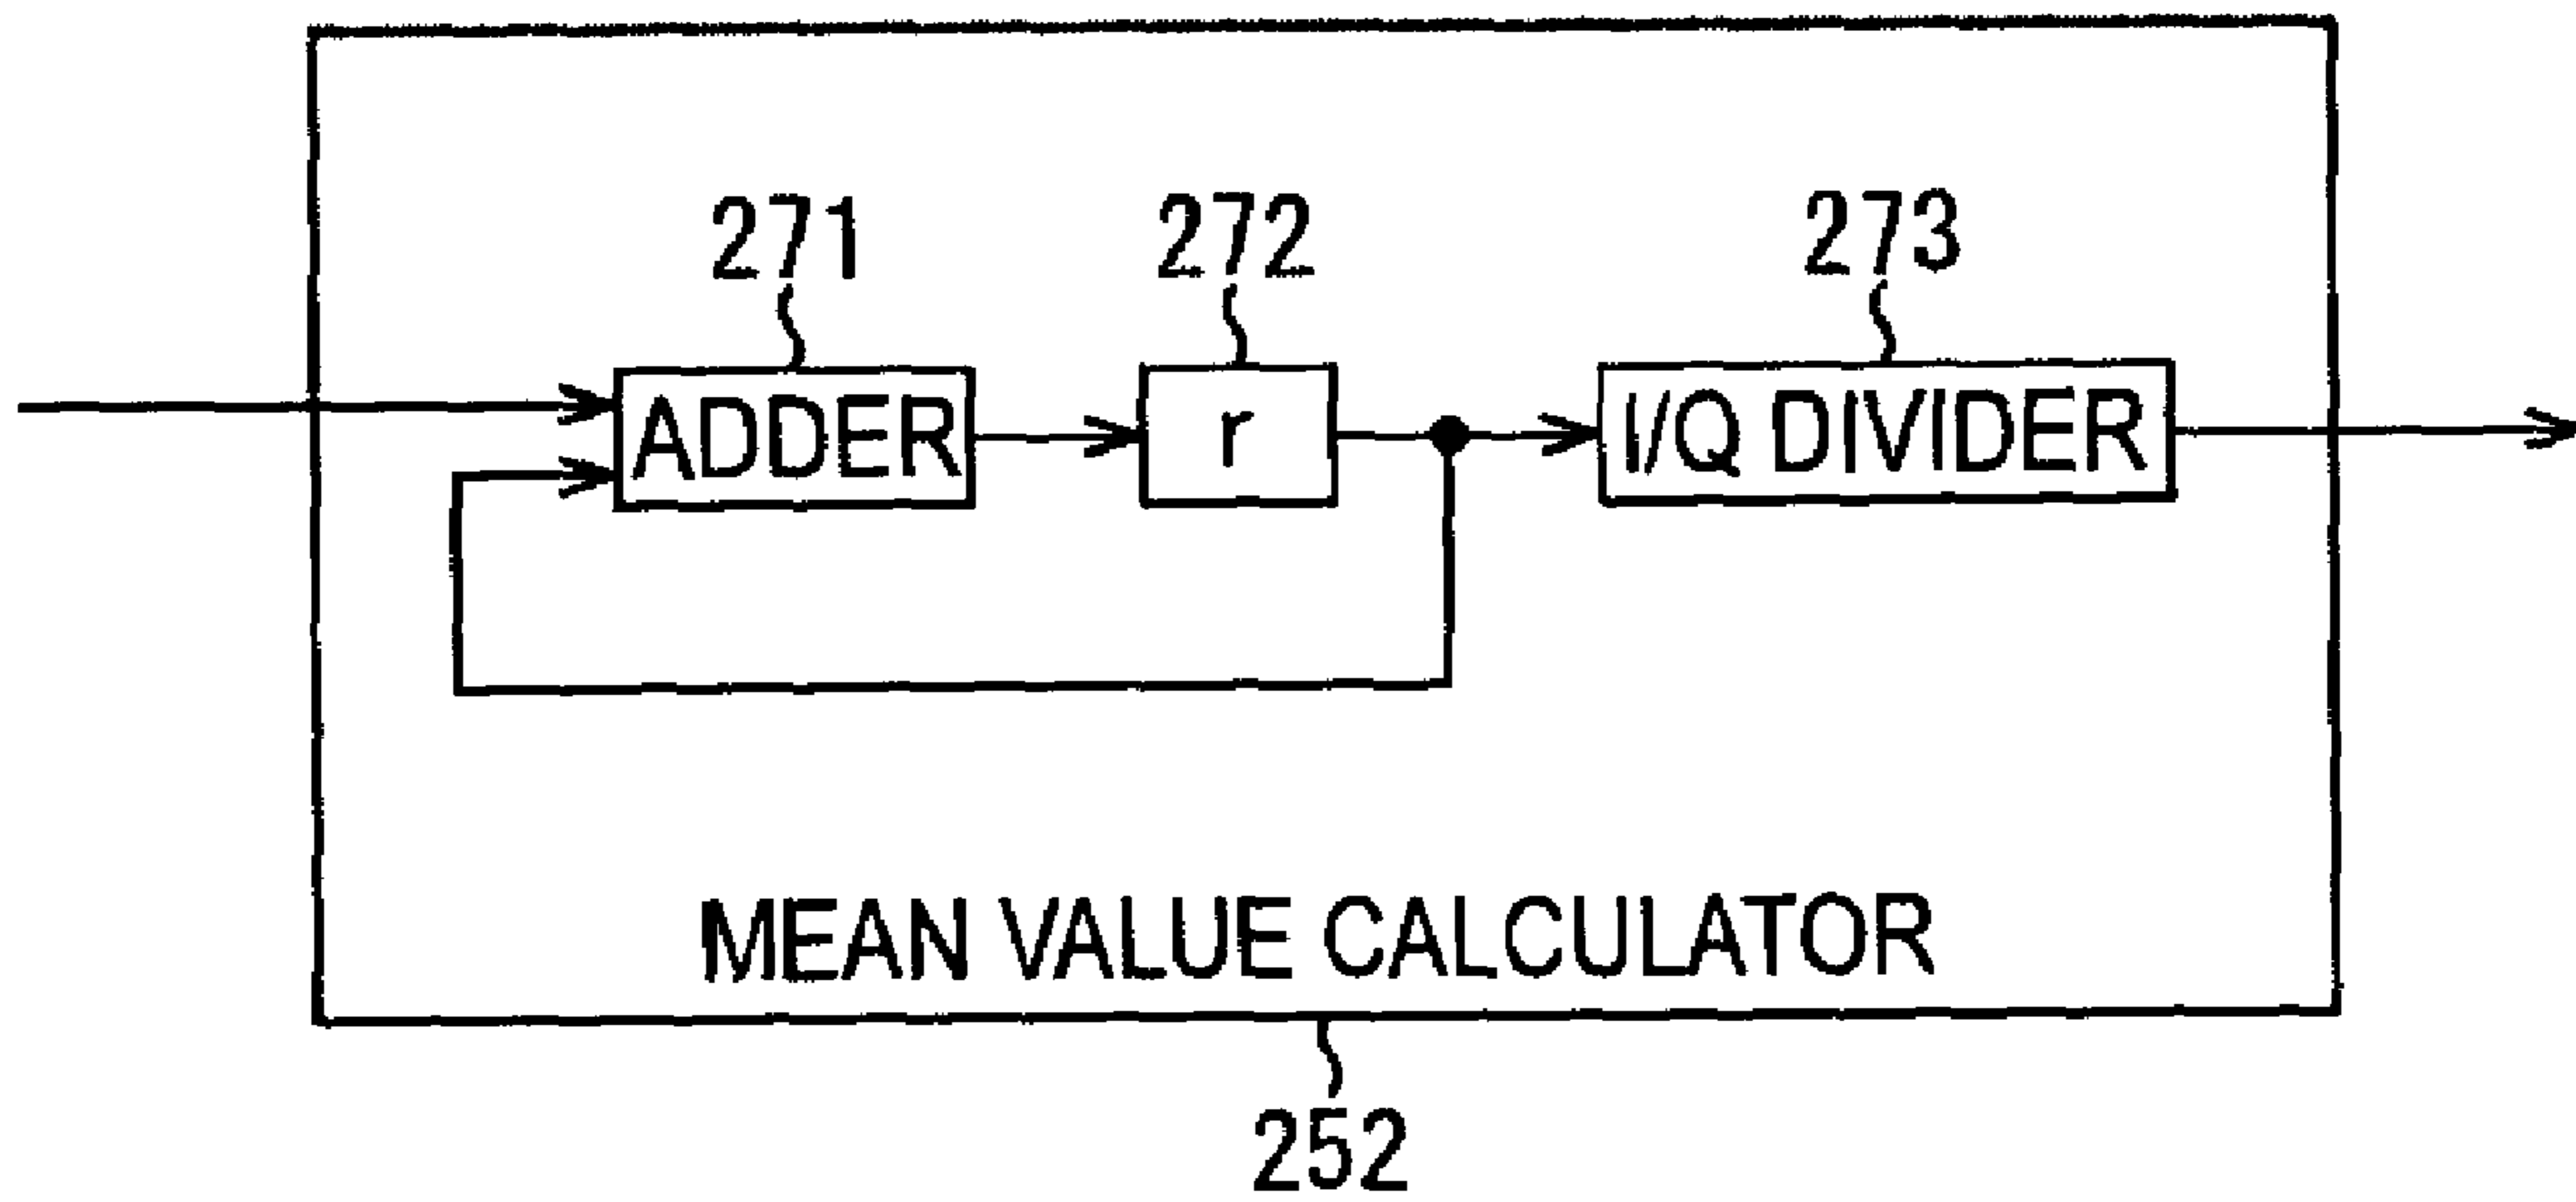 271
272
273
ADDER
r
I/Q DIVIDER
MEAN VALUE CALCULATOR
252